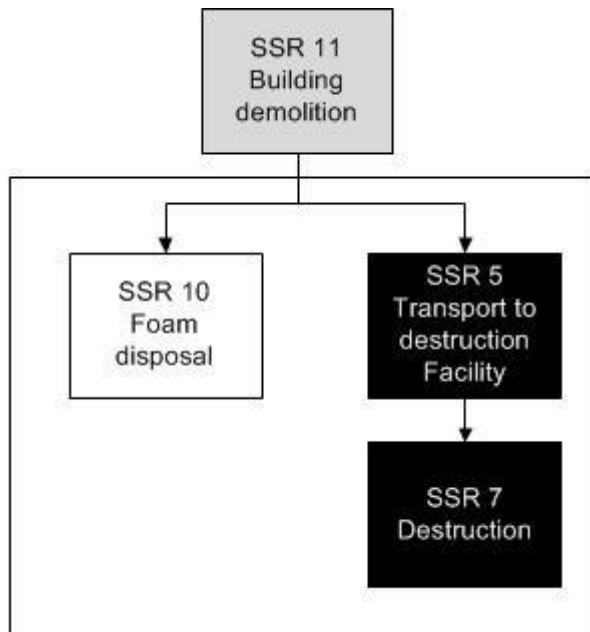 SSR 11
Building
demolition
SSR 10
Foam
disposal
SSR 5
Transport to
destruction
Facility
SSR 7
Destruction